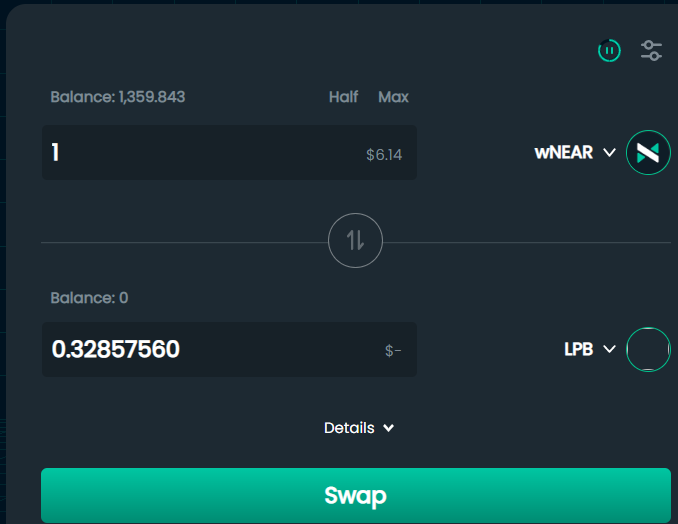 Balance: 1,359.843 Half Max
1 $6.14 wNEAR
Balance: 0
0.32857560 $- LPB
Details
Swap